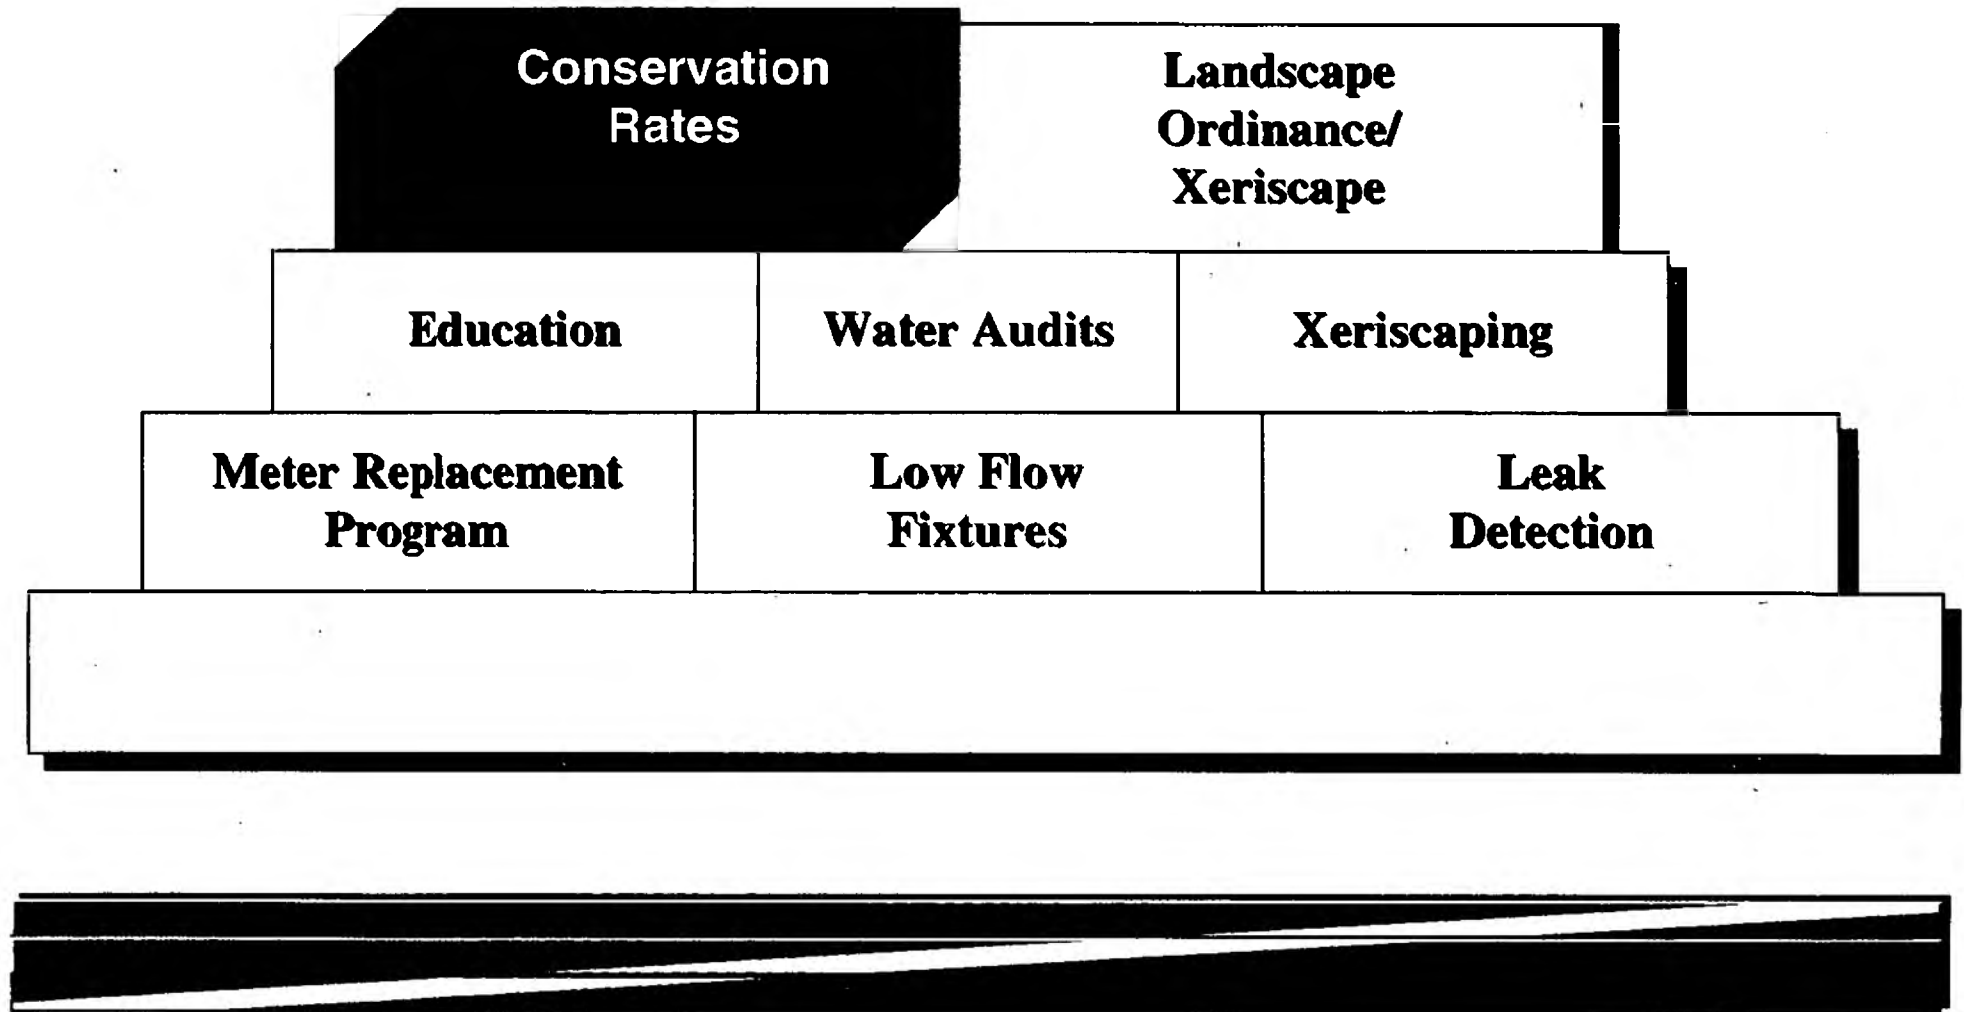 Conservation
Rates
Landscape
Ordinance/
Xeriscape
Education
Water Audits
Xeriscaping
Meter Replacement
Program
Low Flow
Fixtures
Leak
Detection